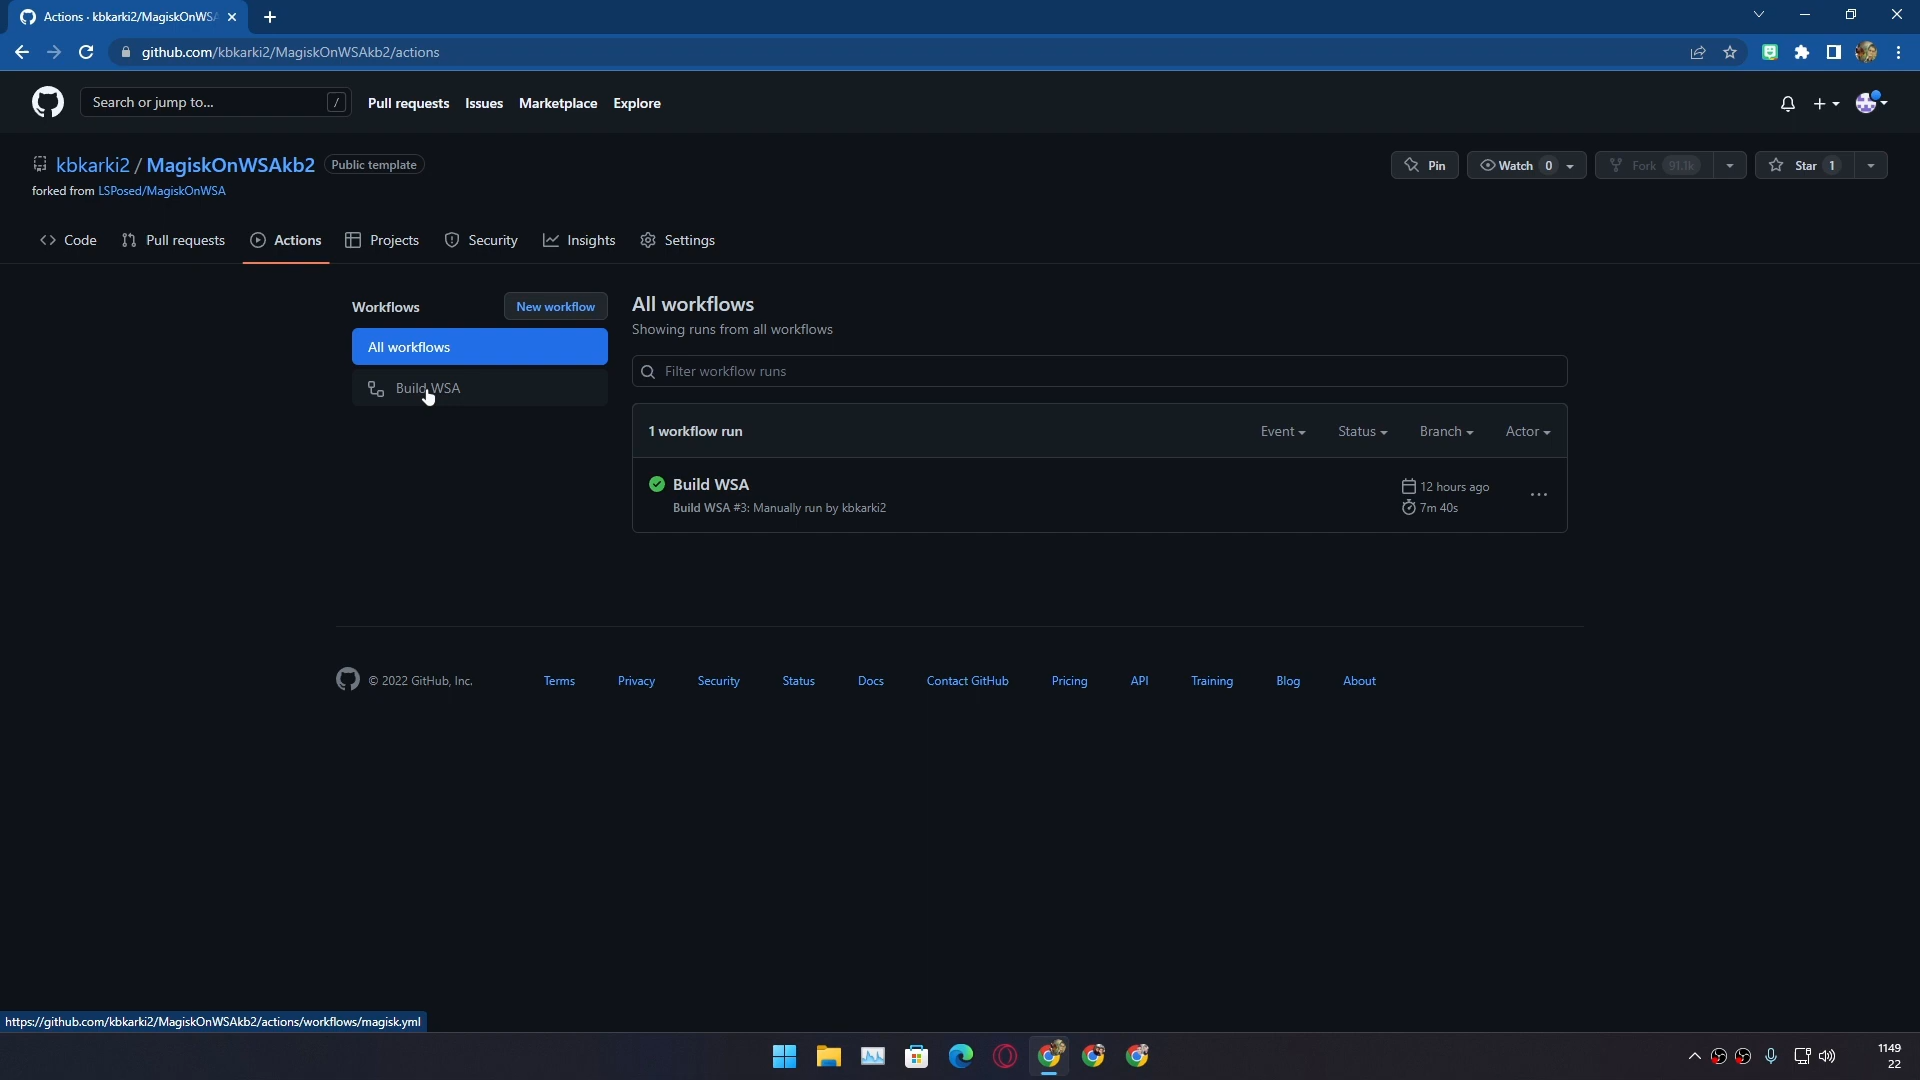 Actions · kbkarki2/MagiskOnWSA
github.com/kbkarki2/MagiskOnWSAkb2/actions
Search or jump to... /
Pull requests Issues Marketplace Explore
kbkarki2 / MagiskOnWSAkb2 Public template
Pin Watch 0 Fork 91.1k Star 1
forked from LSPosed/MagiskOnWSA
Code Pull requests Actions Projects Security Insights Settings
Workflows New workflow
All workflows
Build WSA
All workflows
Showing runs from all workflows
Filter workflow runs
1 workflow run Event Status Branch Actor
Build WSA 12 hours ago
Build WSA #3: Manually run by kbkarki2 7m 40s
© 2022 GitHub, Inc. Terms Privacy Security Status Docs Contact GitHub Pricing API Training Blog About
https://github.com/kbkarki2/MagiskOnWSAkb2/actions/workflows/magisk.yml
1149
22